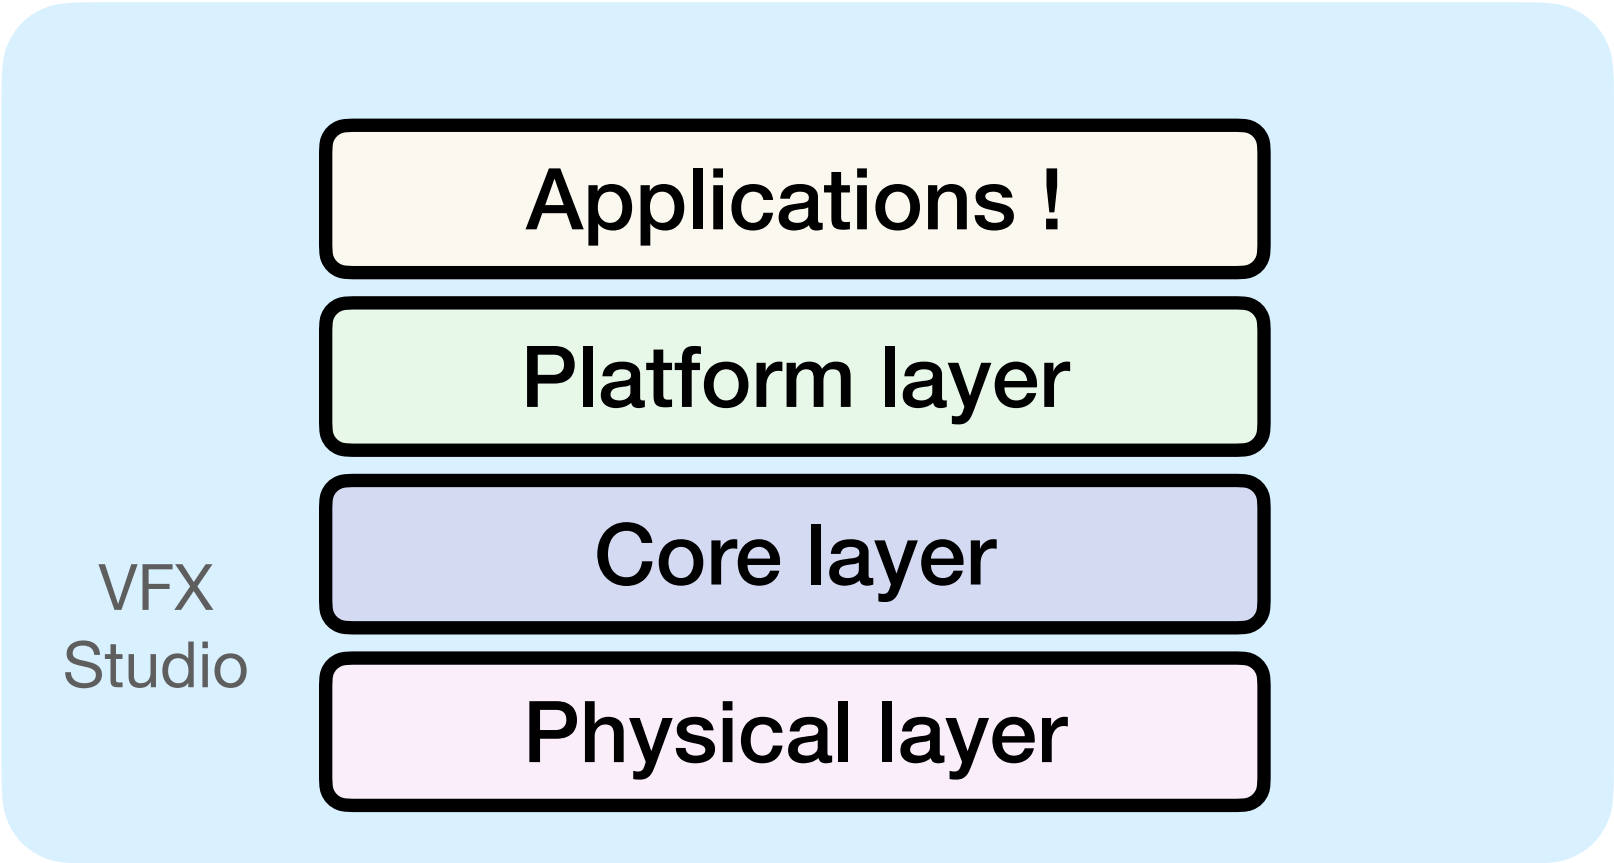 Applications !
Platform layer
Core layer
VFX
Studio
Physical layer